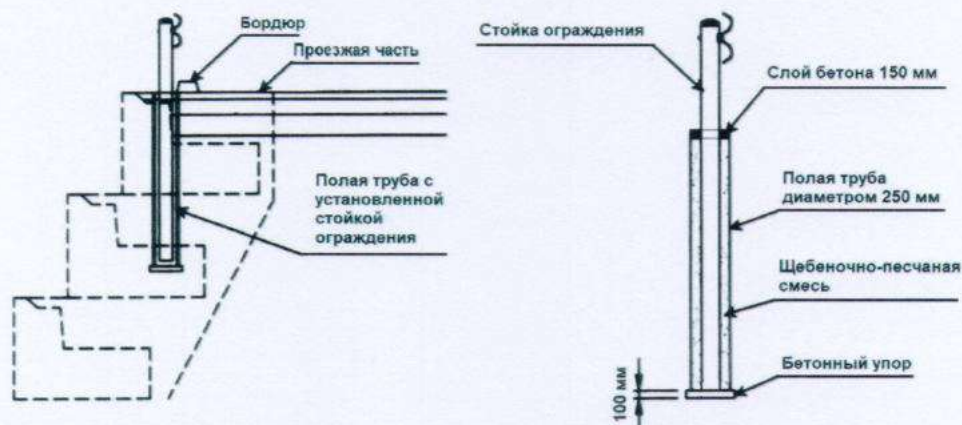 Бордюр
Проезжая часть
Полая труба с
установленной
стойкой
ограждения
Стойка ограждения
Слой бетона 150 мм
Полая труба
диаметром 250 мм
Щебеночно-песчаная
смесь
Бетонный упор
100 мм